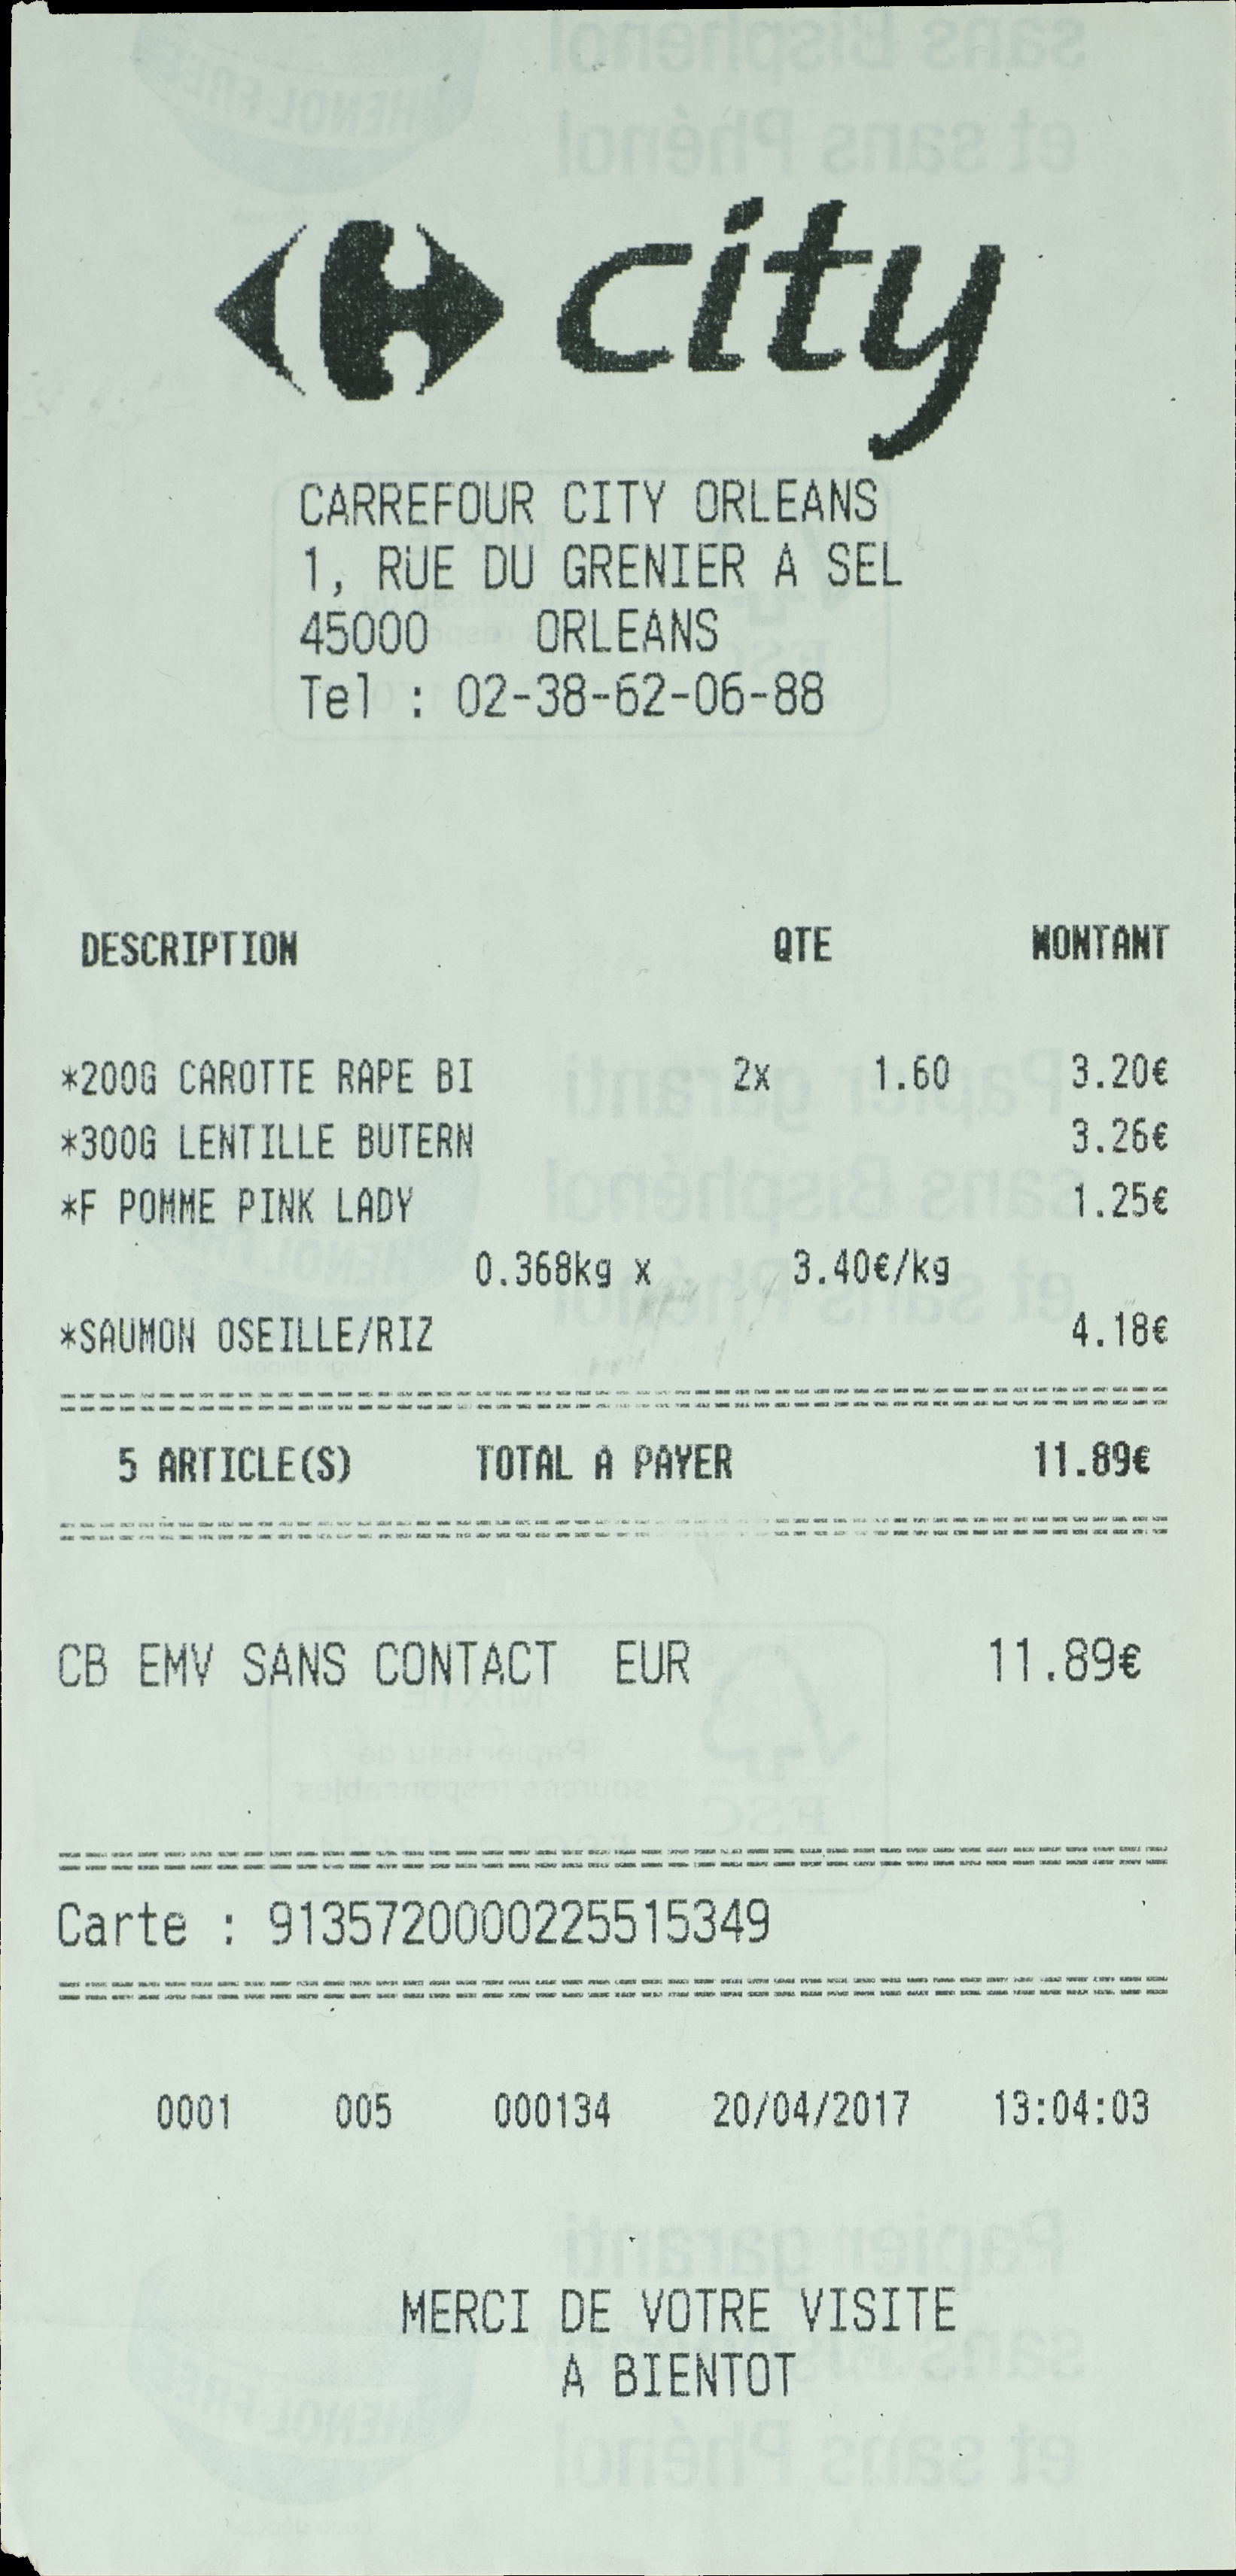 city
CARREFOUR CITY ORLEANS
1, RUE DU GRENIER A SEL
45000 ORLEANS
Tel : 02-38-62-06-88
DESCRIPTION QTE MONTANT
*200G CAROTTE RAPE BI 2x 1.60 3.20€
*300G LENTILLE BUTERN 3.26€
*F POMME PINK LADY 1.25€
0.368kg x 3.40€/kg
*SAUMON OSEILLE/RIZ 4.18€
5 ARTICLE(S) TOTAL A PAYER 11.89€
CB EMV SANS CONTACT EUR 11.89€
Carte : 9135720000225515349
0001 005 000134 20/04/2017 13:04:03
MERCI DE VOTRE VISITE
A BIENTOT